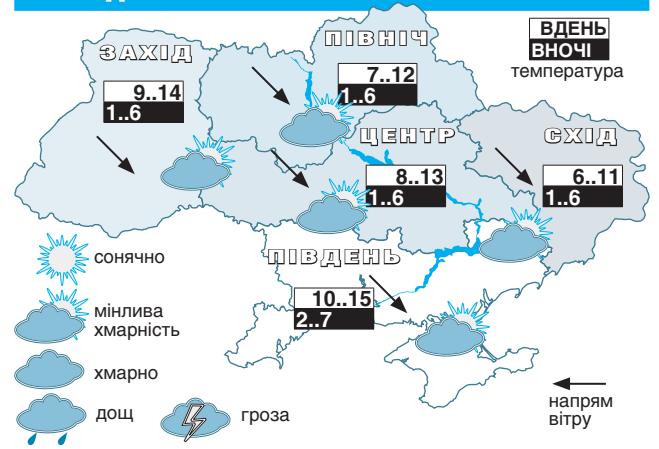 ВДЕНЬ
ВНОЧІ
температура
ЗАХІД
9..14
1..6
ПІВНІЧ
7..12
1..6
ЦЕНТР
8..13
1..6
СХІД
6..11
1..6
ПІВДЕНЬ
10..15
2..7
сонячно
мінлива
хмарність
хмарно
дощ
гроза
напрям
вітру